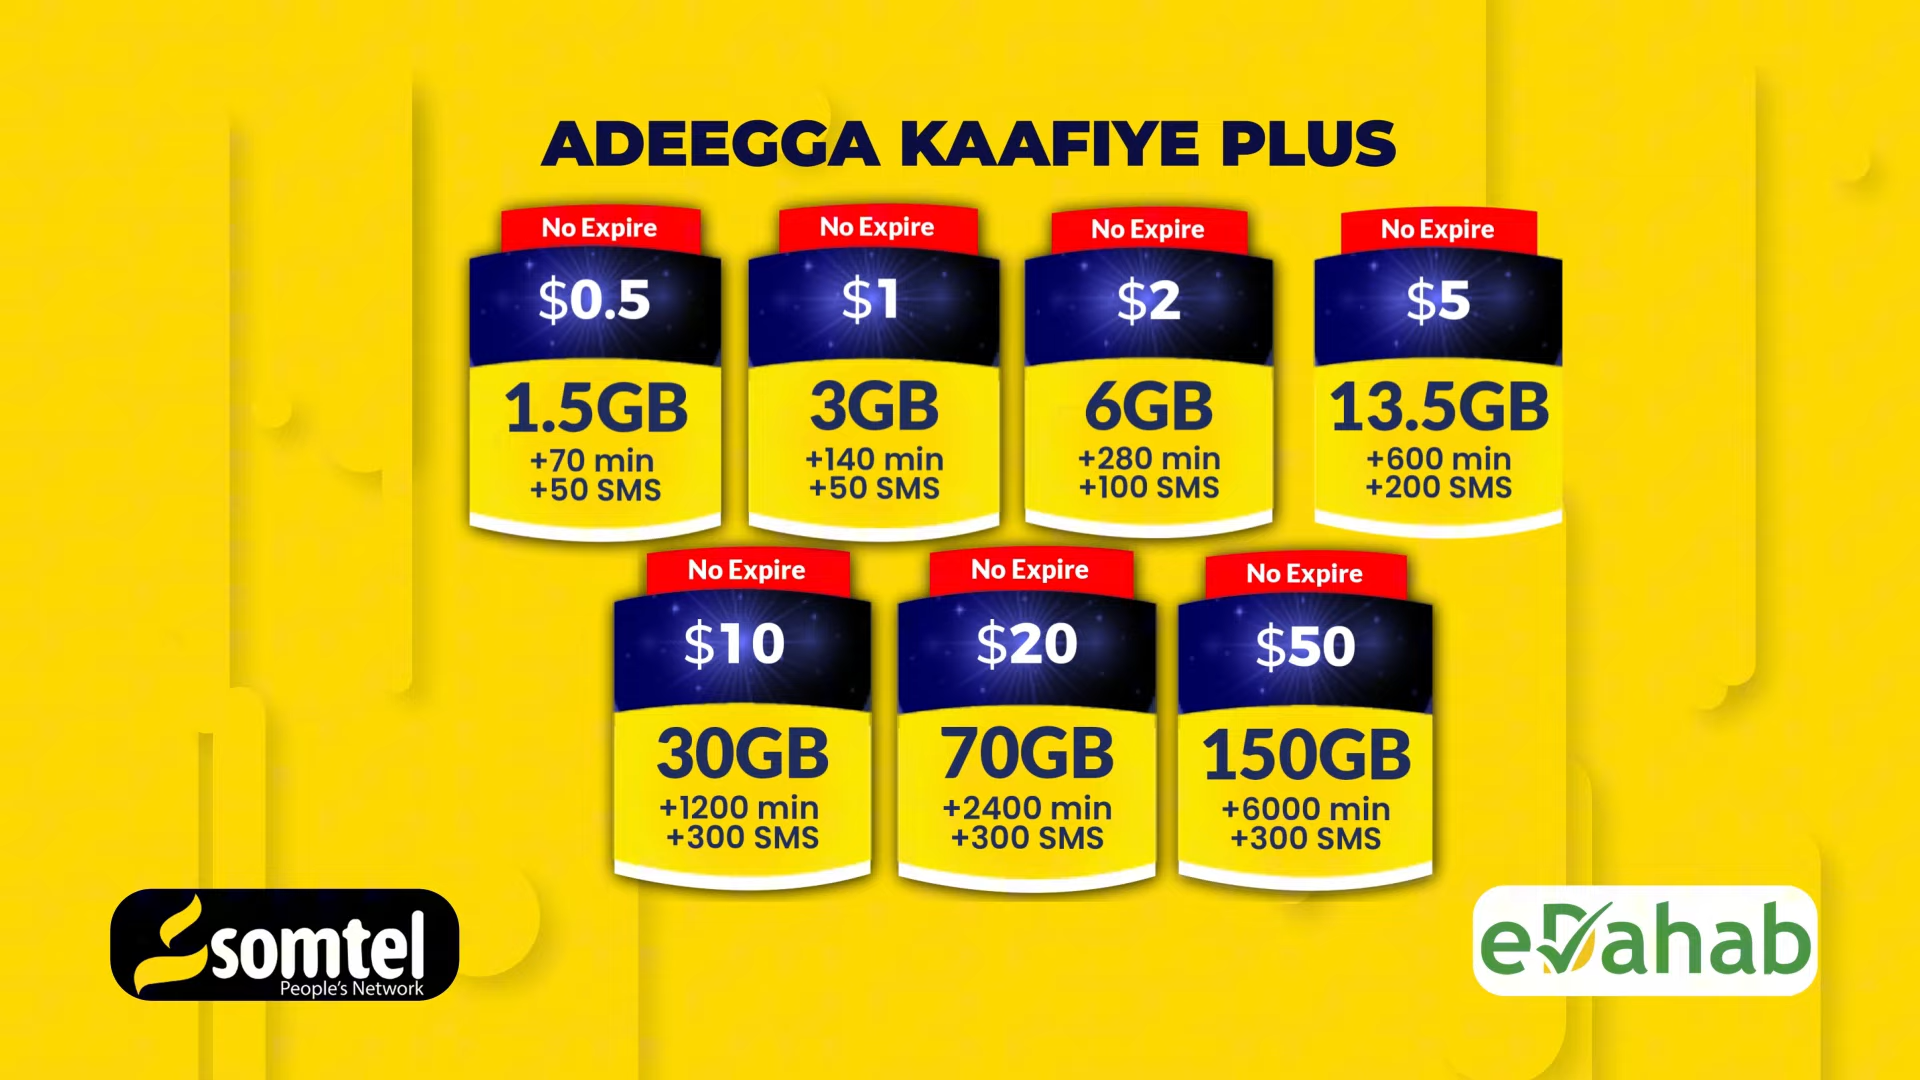 ADEEGGA KAAFIYE PLUS
No Expire
$0.5
1.5GB
+70 min
+50 SMS
No Expire
$1
3GB
+140 min
+50 SMS
No Expire
$2
6GB
+280 min
+100 SMS
No Expire
$5
13.5GB
+600 min
+200 SMS
No Expire
$10
30GB
+1200 min
+300 SMS
No Expire
$20
70GB
+2400 min
+300 SMS
No Expire
$50
150GB
+6000 min
+300 SMS
somtel
People's Network
eDahab